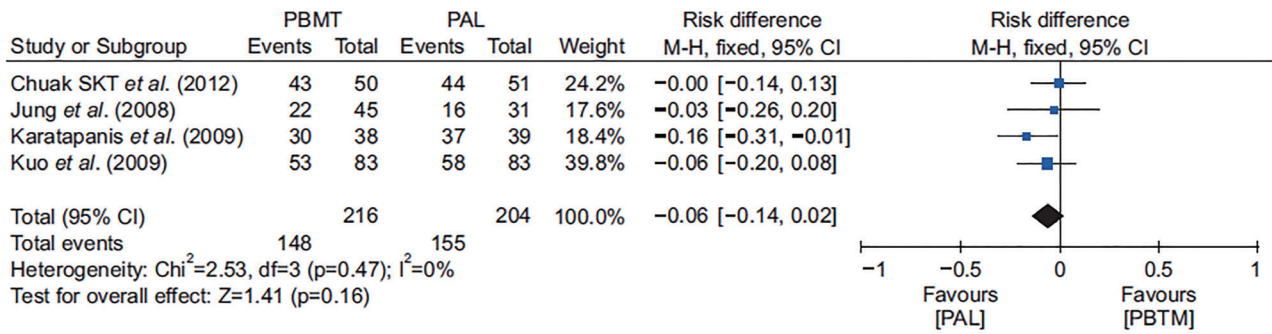 PBMT PAL Risk difference Risk difference
Study or Subgroup Events Total Events Total Weight M-H, fixed, 95% CI M-H, fixed, 95% CI
Chuak SKT et al. (2012) 43 50 44 51 24.2% −0.00 [−0.14, 0.13]
Jung et al. (2008) 22 45 16 31 17.6% −0.03 [−0.26, 0.20]
Karatapanis et al. (2009) 30 38 37 39 18.4% −0.16 [−0.31, −0.01]
Kuo et al. (2009) 53 83 58 83 39.8% −0.06 [−0.20, 0.08]
Total (95% CI) 216 204 100.0% −0.06 [−0.14, 0.02]
Total events 148 155
Heterogeneity: Chi²=2.53, df=3 (p=0.47); I²=0%
Test for overall effect: Z=1.41 (p=0.16)
−1 −0.5 0 0.5 1
Favours Favours
[PAL] [PBTM]